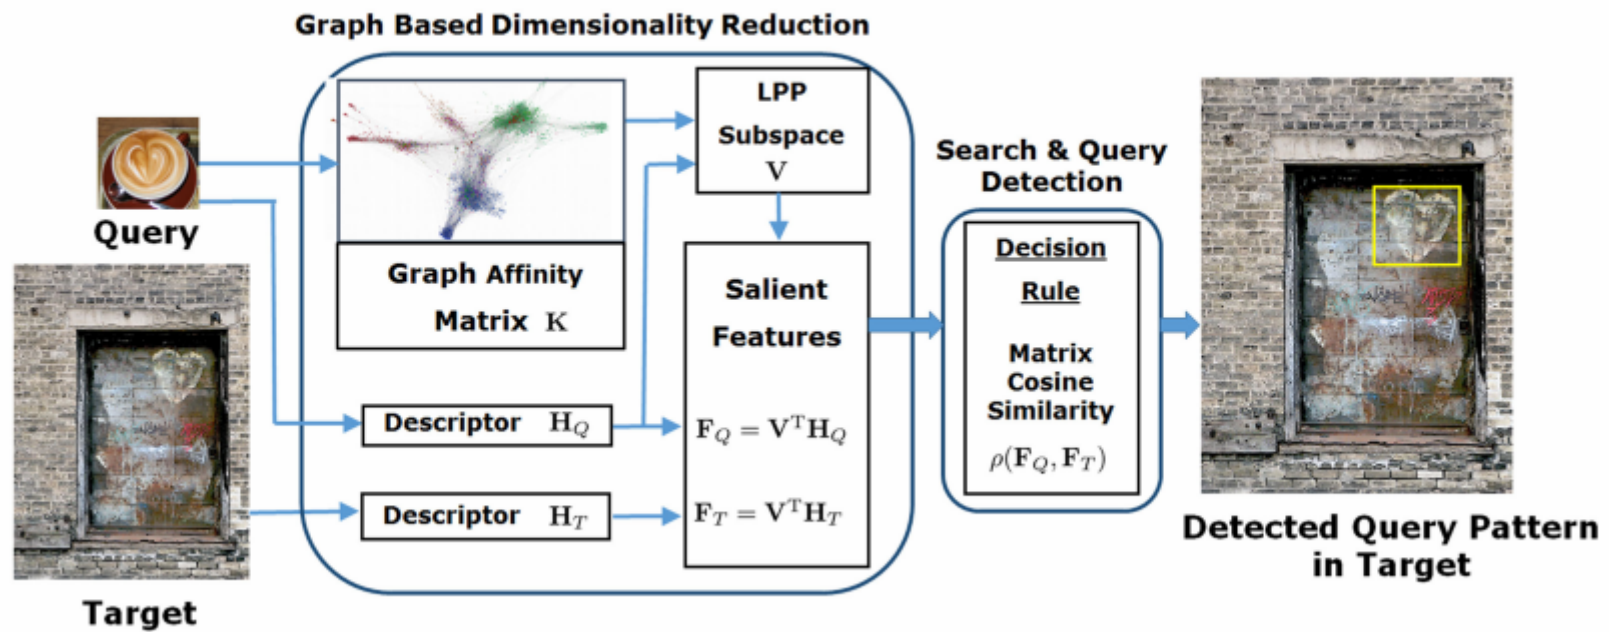 Graph Based Dimensionality Reduction
Query
Target
Graph Affinity
Matrix K
LPP
Subspace
V
Descriptor H_Q
Descriptor H_T
Salient
Features
F_Q = V^T H_Q
F_T = V^T H_T
Search & Query
Detection
Decision
Rule
Matrix
Cosine
Similarity
ρ(F_Q, F_T)
Detected Query Pattern
in Target